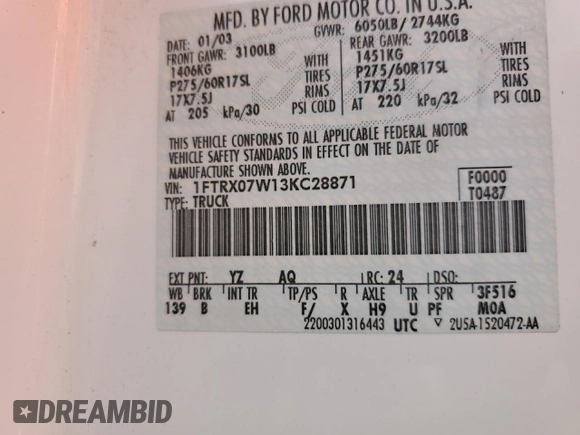 MFD. BY FORD MOTOR CO. IN U.S.A.
DATE: 01/03 GVWR: 6050LB/ 2744KG
FRONT GAWR: 3100LB REAR GAWR: 3200LB
1406KG WITH 1451KG WITH
P275/60R17SL TIRES P275/60R17SL TIRES
17X7.5J RIMS 17X7.5J RIMS
AT 205 kPa/30 PSI COLD AT 220 kPa/32 PSI COLD
THIS VEHICLE CONFORMS TO ALL APPLICABLE FEDERAL MOTOR
VEHICLE SAFETY STANDARDS IN EFFECT ON THE DATE OF
MANUFACTURE SHOWN ABOVE.
VIN: 1FTRX07W13KC28871 F0000
TYPE: TRUCK T0487
EXT PNT: YZ AQ RC: 24 DSO:
WB BRK INT TR TP/PS R AXLE TR SPR 3F516
139 B EH F/ X H9 U PF M0A
2200301316443 UTC 2U5A-1520472-AA
DREAMBID